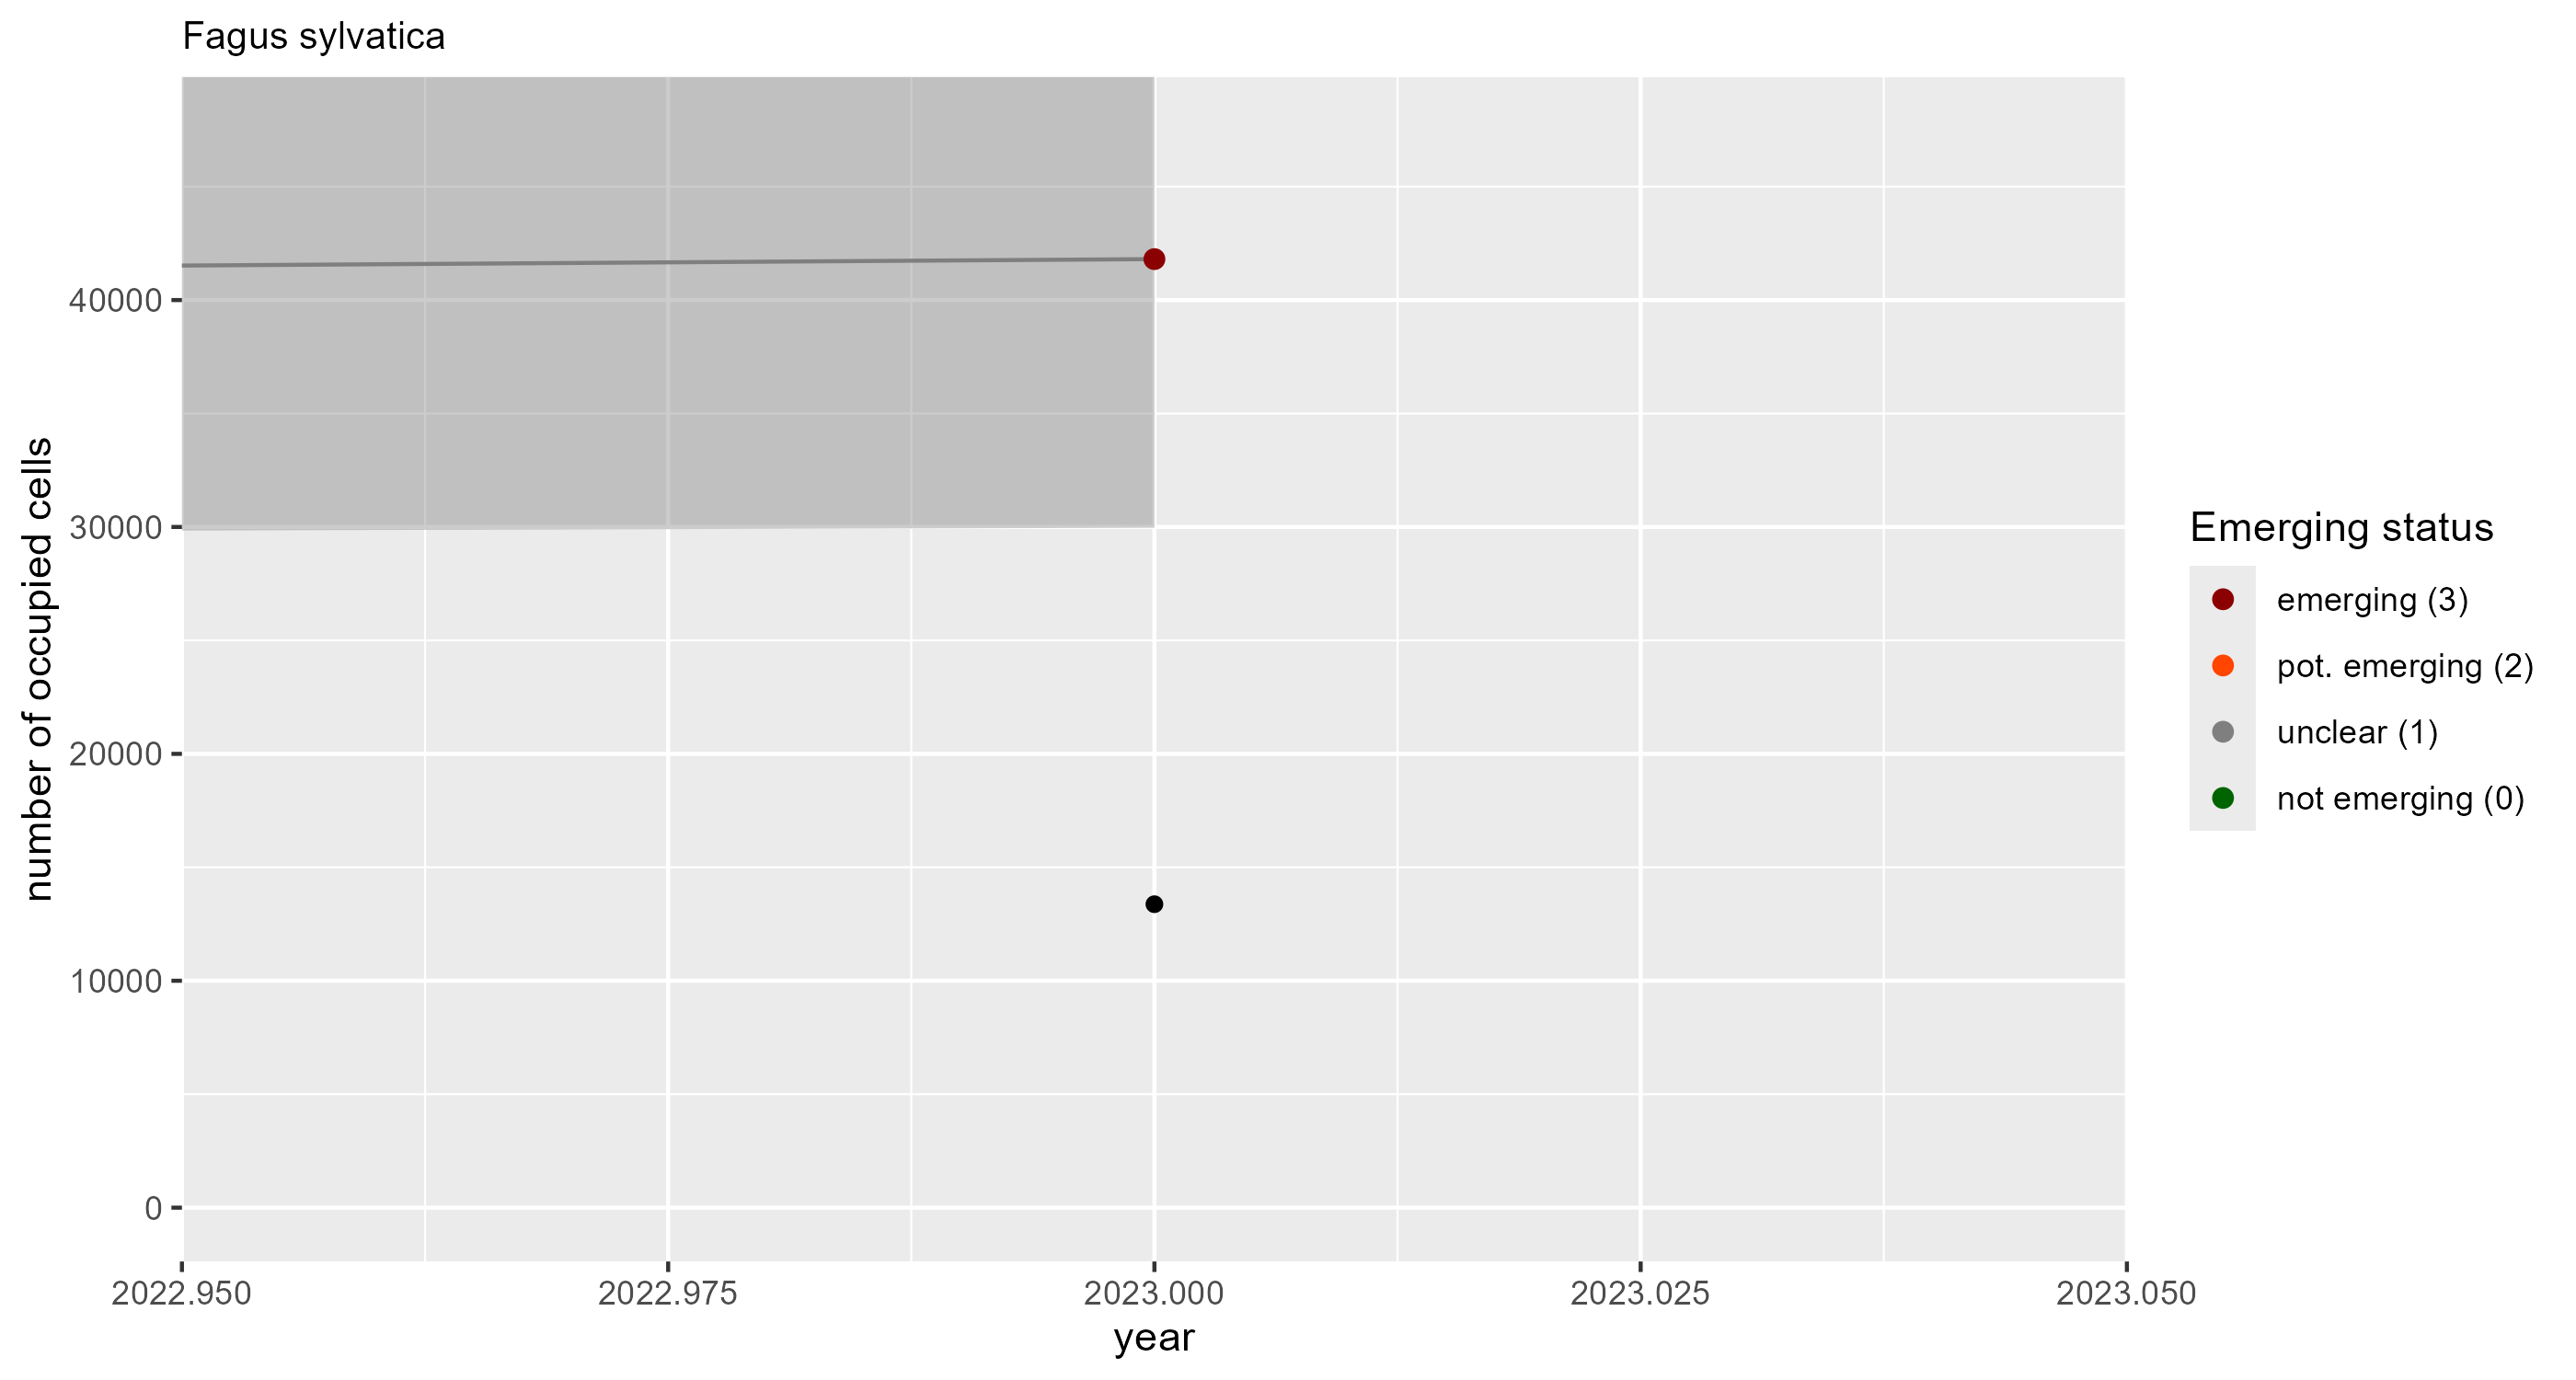 Fagus sylvatica
number of occupied cells
40000
30000
20000
10000
0
2022.950 2022.975 2023.000 2023.025 2023.050
year
Emerging status
emerging (3)
pot. emerging (2)
unclear (1)
not emerging (0)